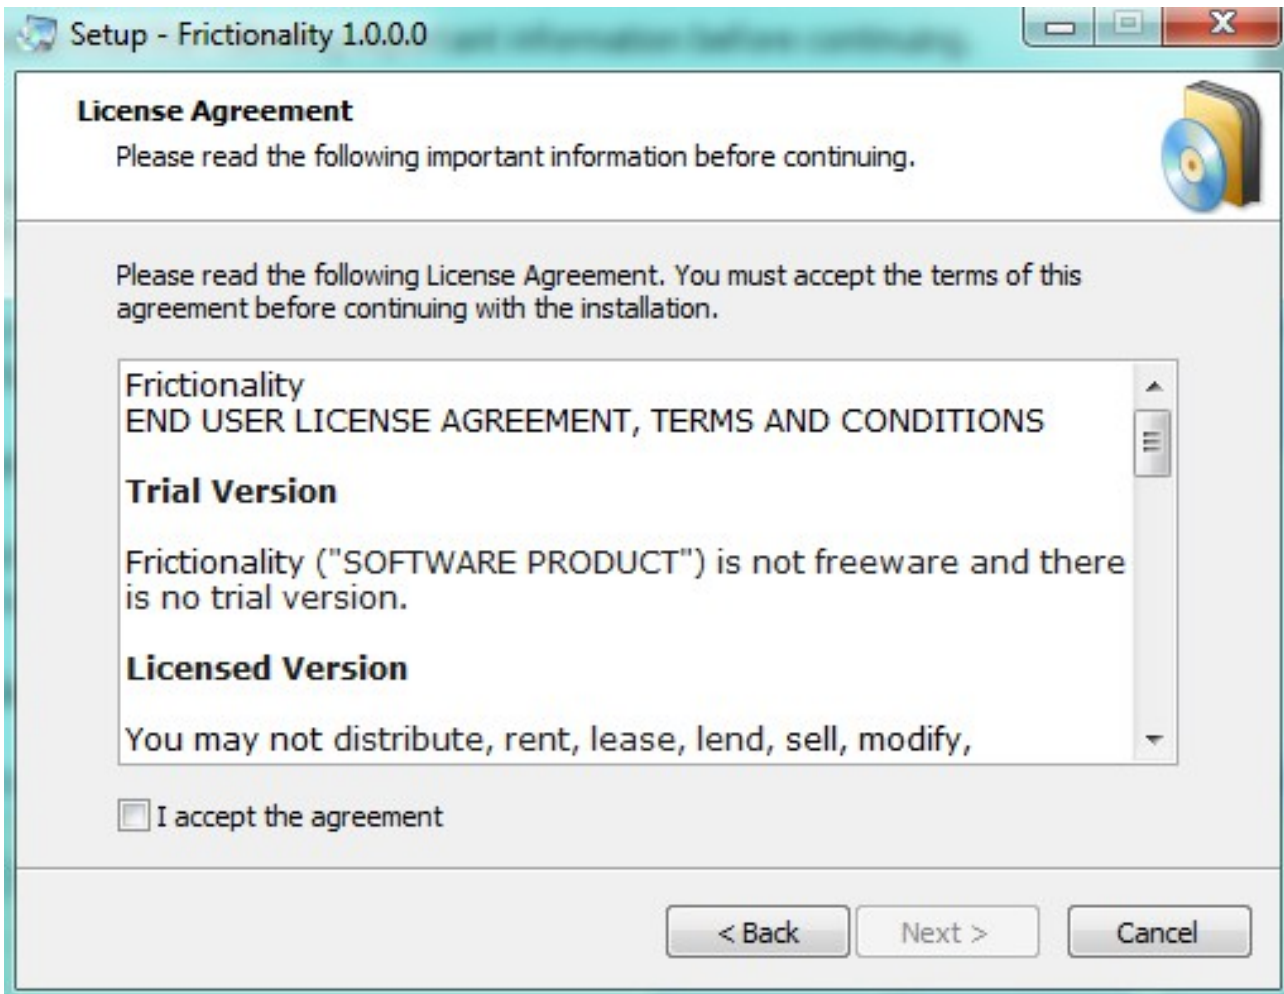 Setup - Frictionality 1.0.0.0
License Agreement
Please read the following important information before continuing.
Please read the following License Agreement. You must accept the terms of this
agreement before continuing with the installation.
Frictionality
END USER LICENSE AGREEMENT, TERMS AND CONDITIONS
Trial Version
Frictionality ("SOFTWARE PRODUCT") is not freeware and there
is no trial version.
Licensed Version
You may not distribute, rent, lease, lend, sell, modify,
I accept the agreement
< Back
Next >
Cancel